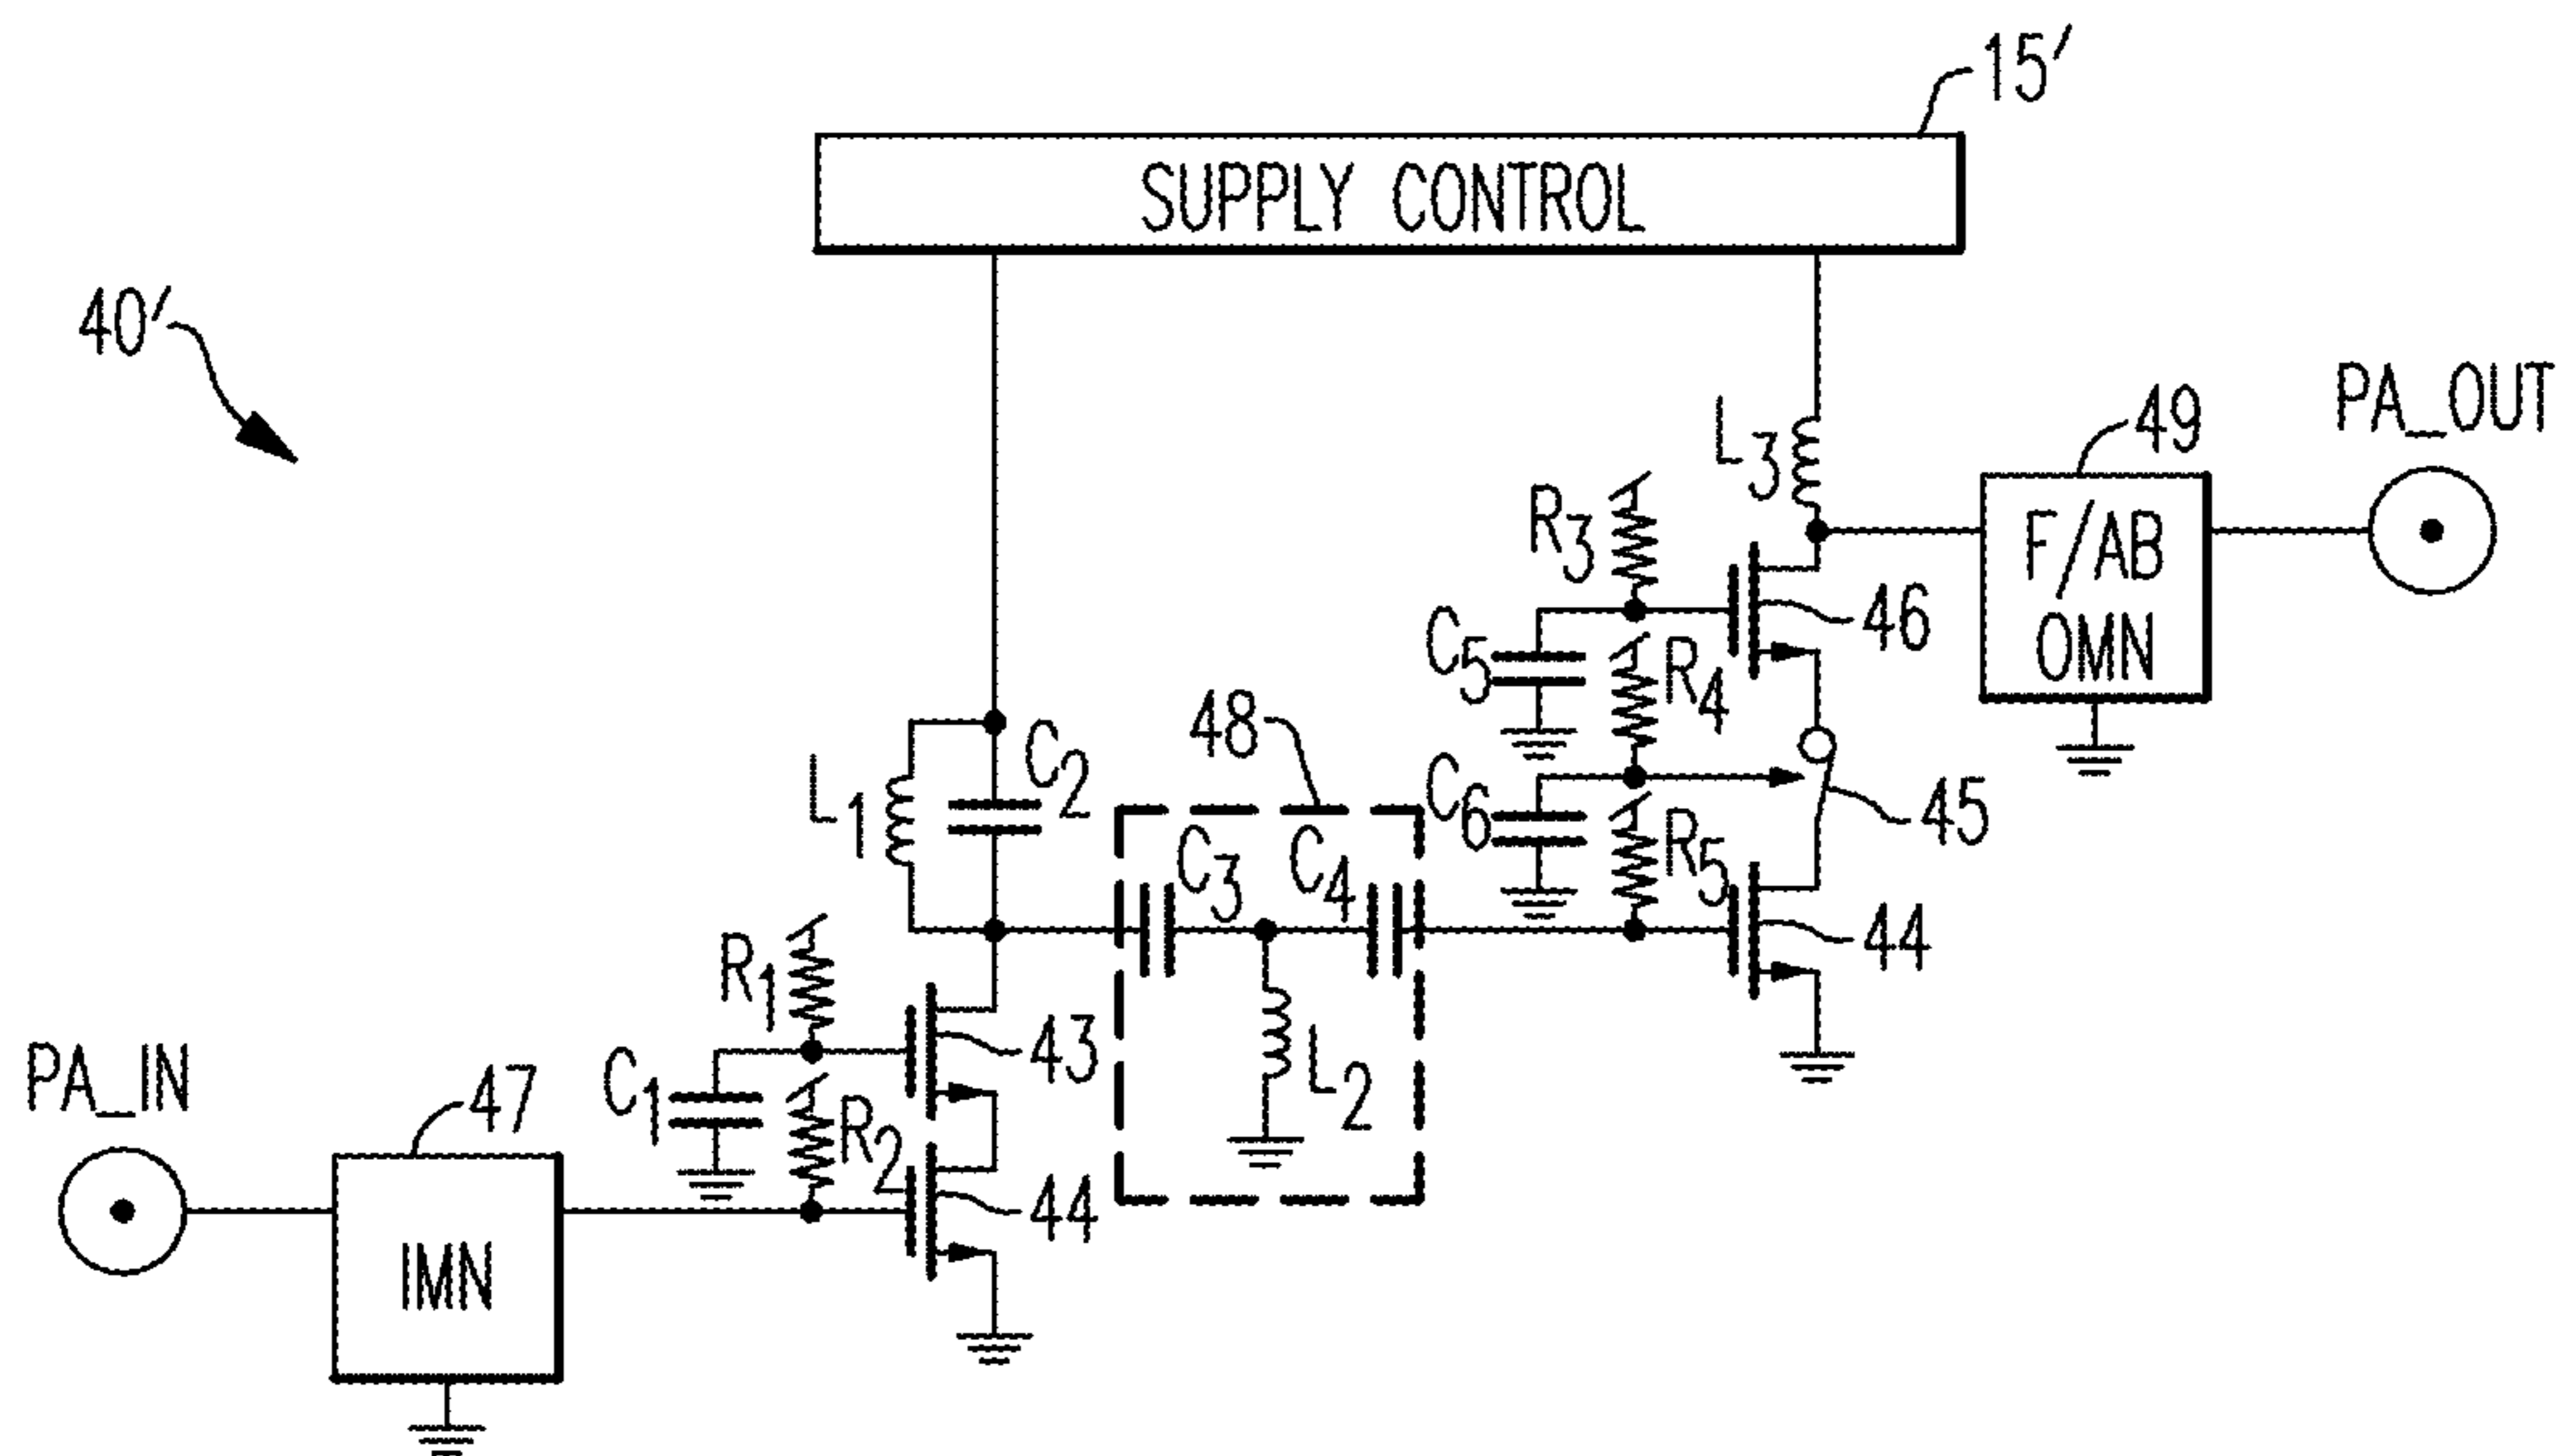 15'
SUPPLY CONTROL
40'
PA_OUT
49
L3
R3
F/AB
OMN
46
C5
R4
48
C2
L1
C6
45
C3
C4
R5
44
R1
43
PA_IN
47
C1
R2
L2
44
IMN